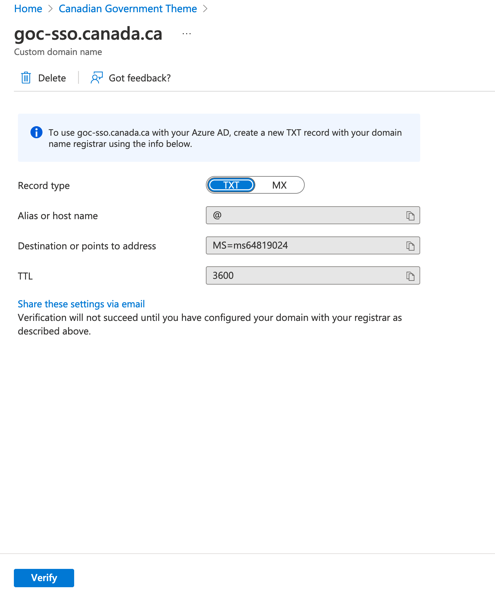 Home > Canadian Government Theme >
goc-sso.canada.ca ...
Custom domain name
Delete Got feedback?
To use goc-sso.canada.ca with your Azure AD, create a new TXT record with your domain
name registrar using the info below.
Record type TXT MX
Alias or host name @
Destination or points to address MS=ms64819024
TTL 3600
Share these settings via email
Verification will not succeed until you have configured your domain with your registrar as
described above.
Verify